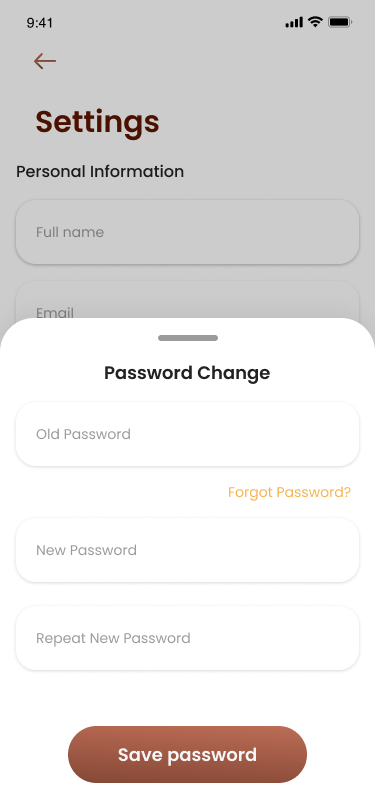 9:41
Settings
Personal Information
Full name
Email
Password Change
Old Password
Forgot Password?
New Password
Repeat New Password
Save password